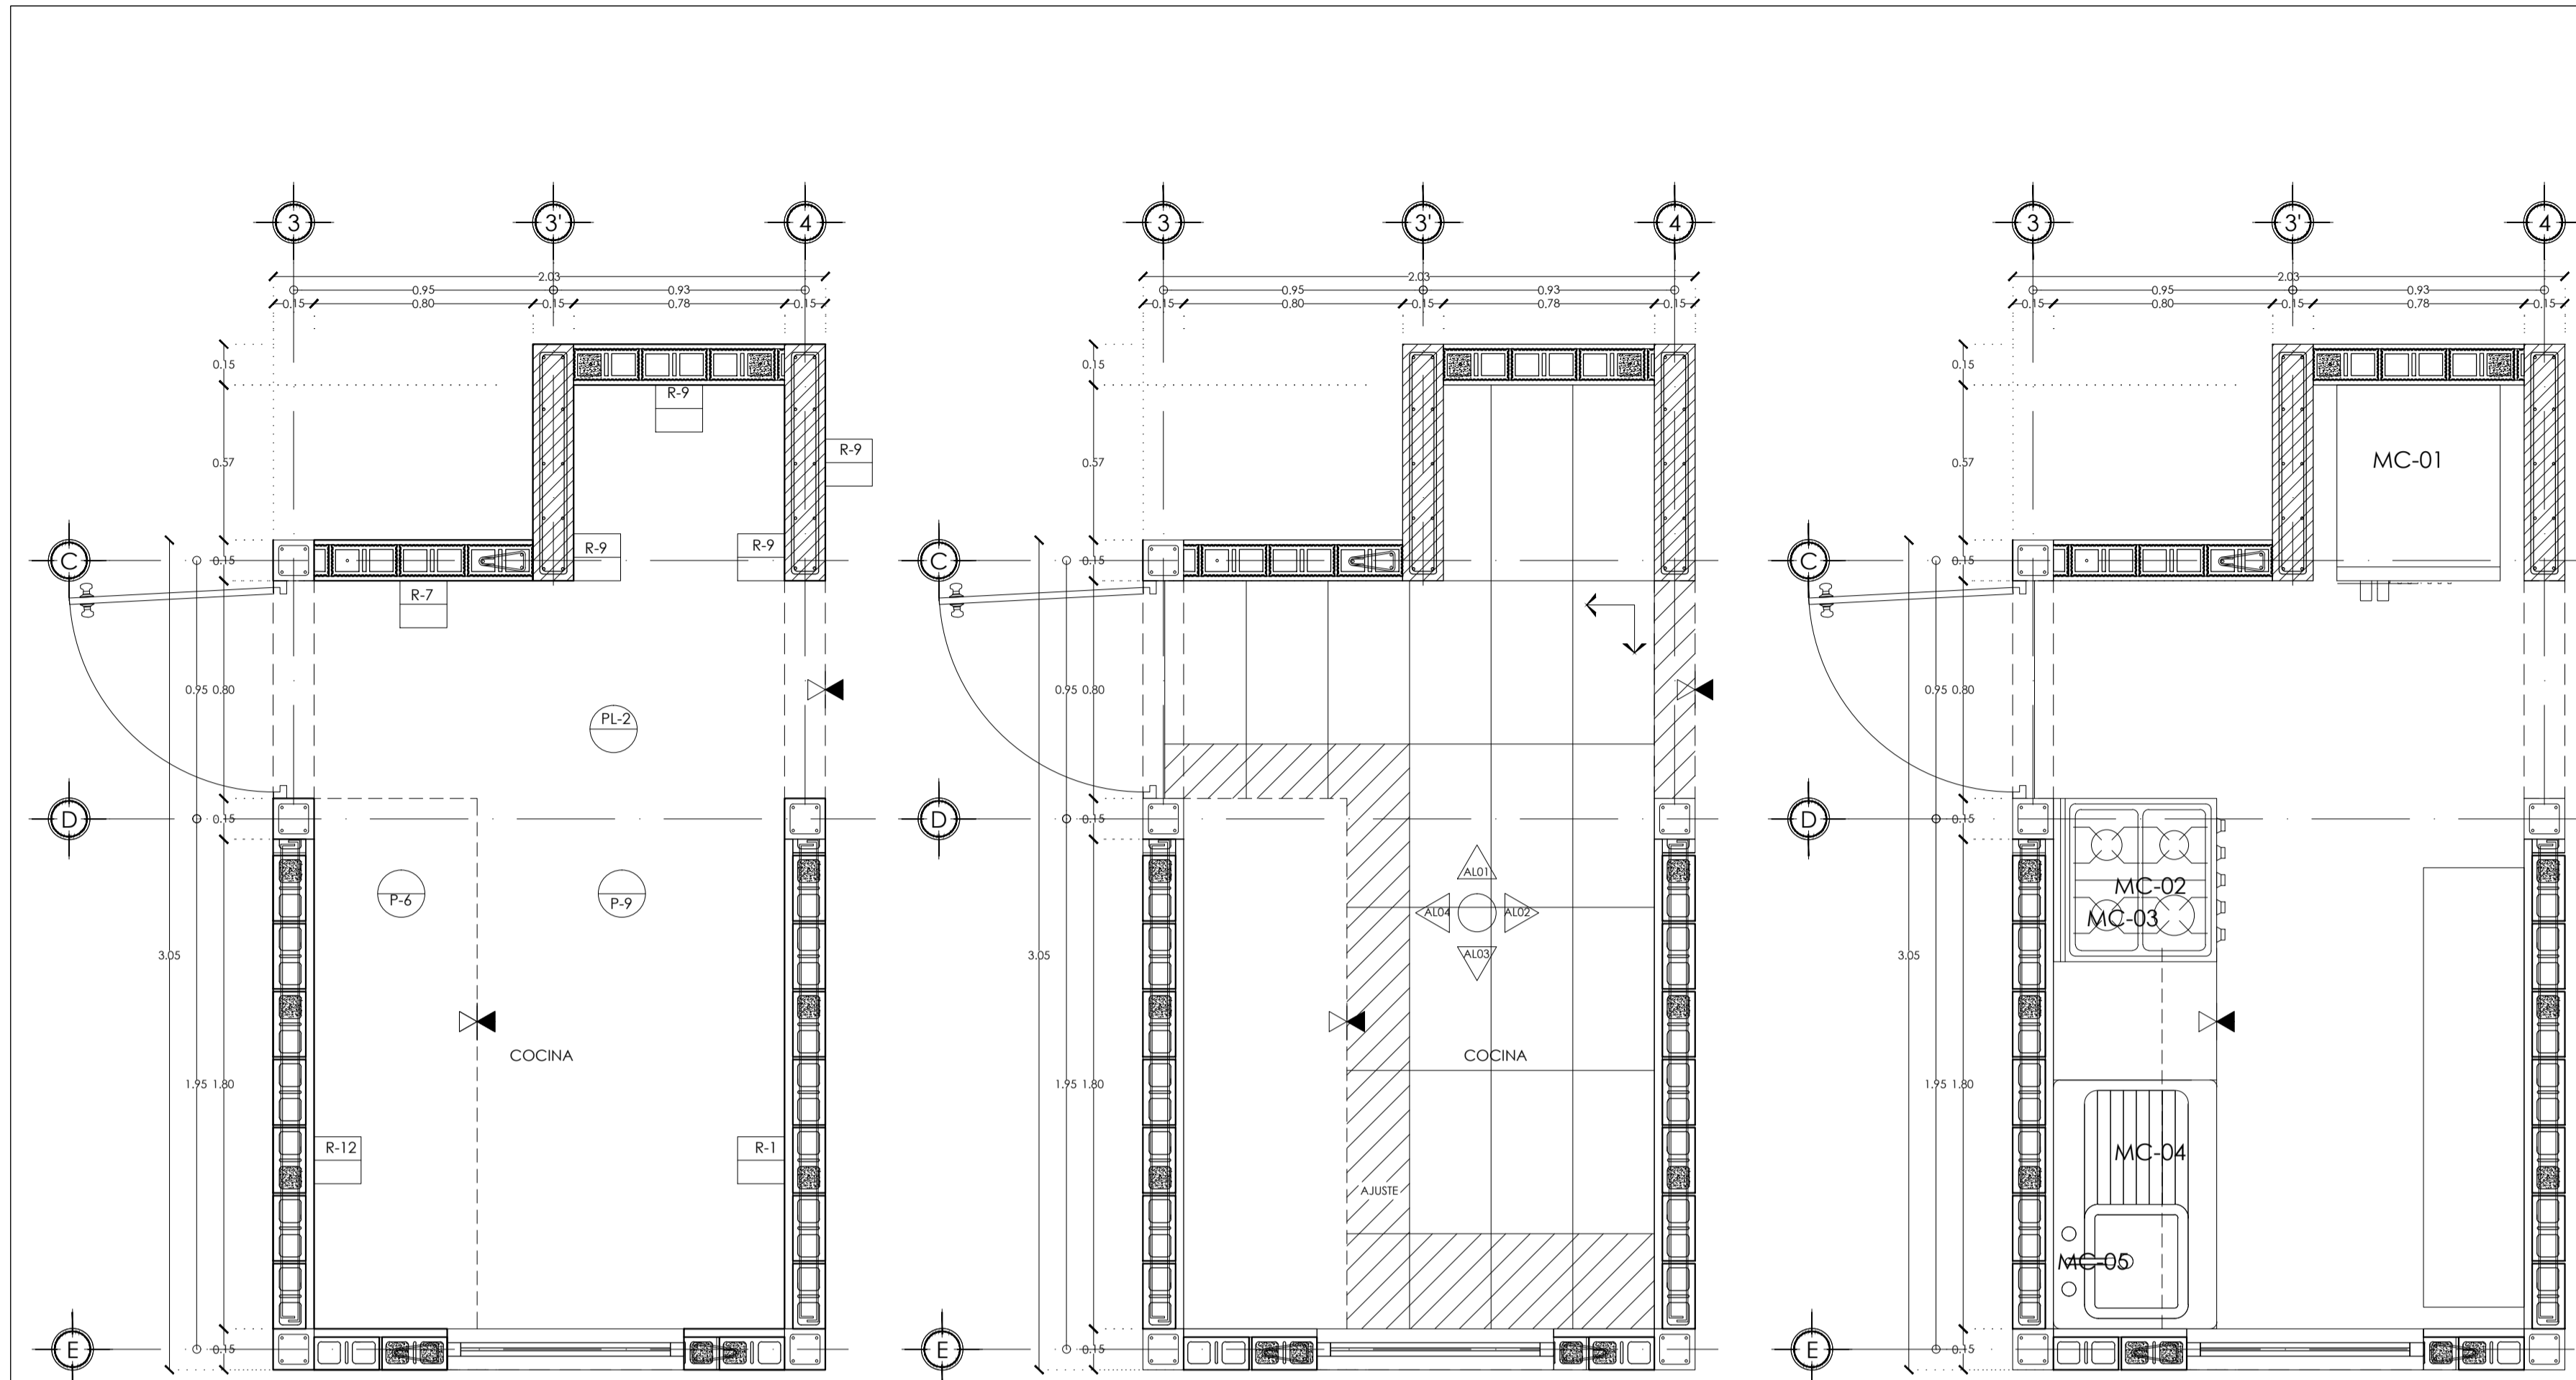 3 3' 4
3 3' 4
3 3' 4
2.03
0.95 0.93
0.15 0.80 0.15 0.78 0.15
2.03
0.95 0.93
0.15 0.80 0.15 0.78 0.15
2.03
0.95 0.93
0.15 0.80 0.15 0.78 0.15
0.15
R-9
R-9
0.57
C
0.15
R-9
R-9
R-7
0.95 0.80
PL-2
D
0.15
P-6
P-9
3.05
COCINA
1.95 1.80
R-12
R-1
E
0.15
0.15
0.57
C
0.15
0.95 0.80
D
0.15
AL01
AL04
AL02
AL03
3.05
COCINA
1.95 1.80
AJUSTE
E
0.15
0.15
MC-01
0.57
C
0.15
0.95 0.80
D
0.15
MC-02
MC-03
3.05
1.95 1.80
MC-04
MC-05
E
0.15